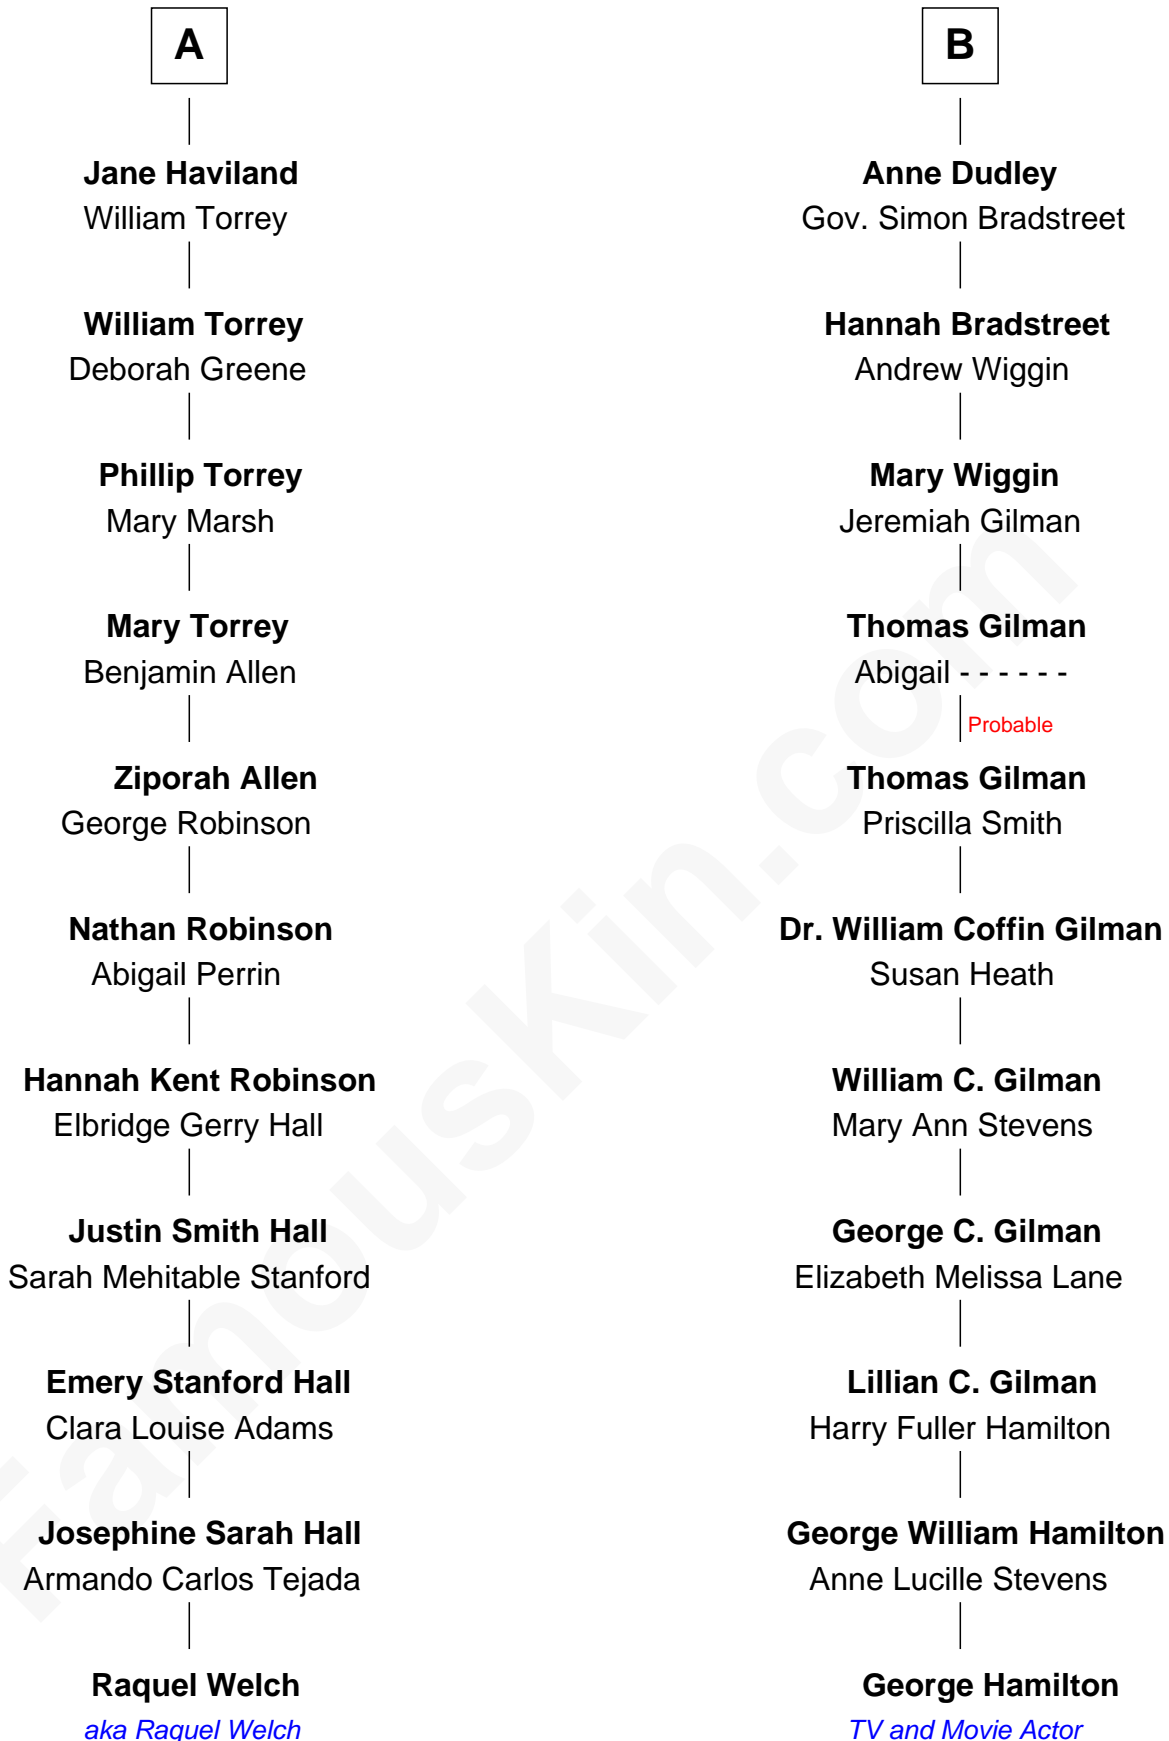 A
Jane Haviland
William Torrey
William Torrey
Deborah Greene
Phillip Torrey
Mary Marsh
Mary Torrey
Benjamin Allen
Ziporah Allen
George Robinson
Nathan Robinson
Abigail Perrin
Hannah Kent Robinson
Elbridge Gerry Hall
Justin Smith Hall
Sarah Mehitable Stanford
Emery Stanford Hall
Clara Louise Adams
Josephine Sarah Hall
Armando Carlos Tejada
Raquel Welch
aka Raquel Welch
B
Anne Dudley
Gov. Simon Bradstreet
Hannah Bradstreet
Andrew Wiggin
Mary Wiggin
Jeremiah Gilman
Thomas Gilman
Abigail - - - - - -
Probable
Thomas Gilman
Priscilla Smith
Dr. William Coffin Gilman
Susan Heath
William C. Gilman
Mary Ann Stevens
George C. Gilman
Elizabeth Melissa Lane
Lillian C. Gilman
Harry Fuller Hamilton
George William Hamilton
Anne Lucille Stevens
George Hamilton
TV and Movie Actor
FamousKin.com